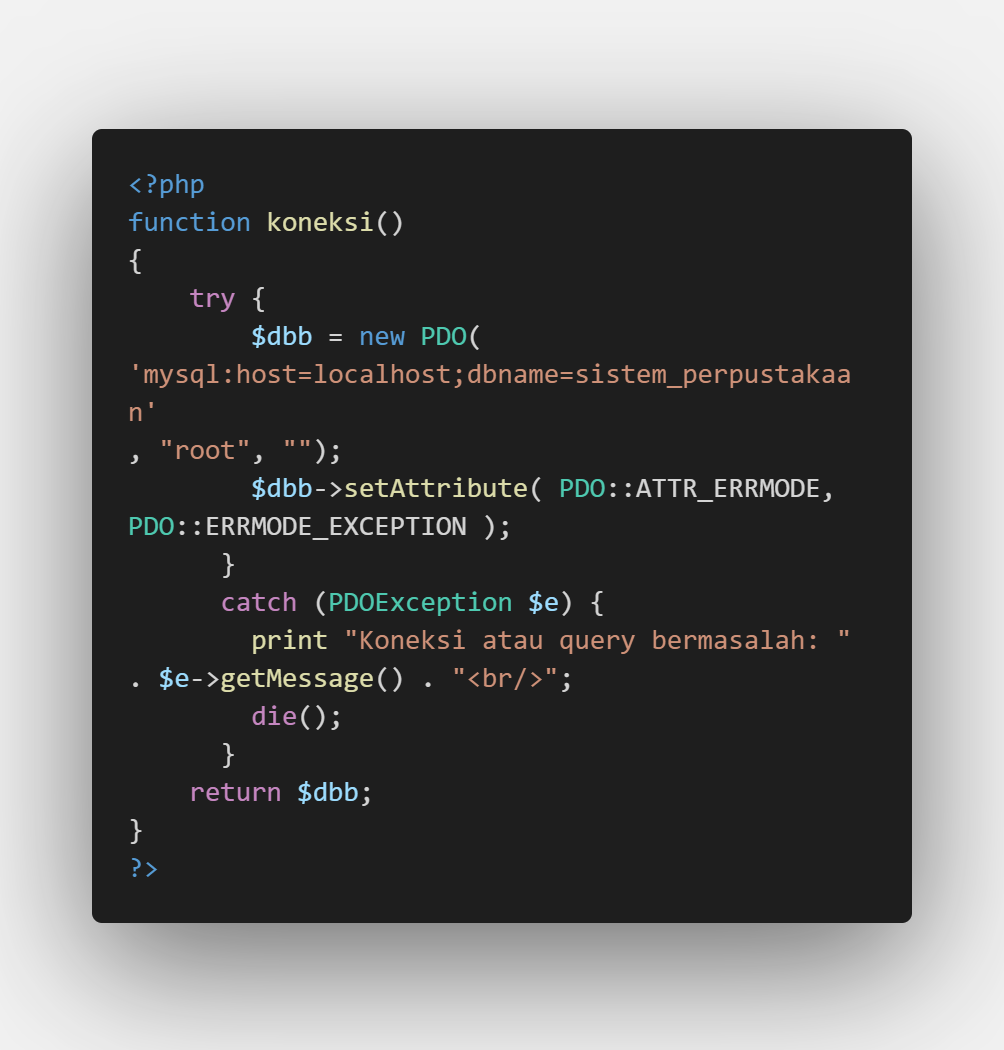 <?php
function koneksi()
{
    try {
        $dbb = new PDO(
'mysql:host=localhost;dbname=sistem_perpustakaa
n'
, "root", "");
        $dbb->setAttribute( PDO::ATTR_ERRMODE,
PDO::ERRMODE_EXCEPTION );
      }
      catch (PDOException $e) {
        print "Koneksi atau query bermasalah: "
. $e->getMessage() . "<br/>";
        die();
      }
    return $dbb;
}
?>